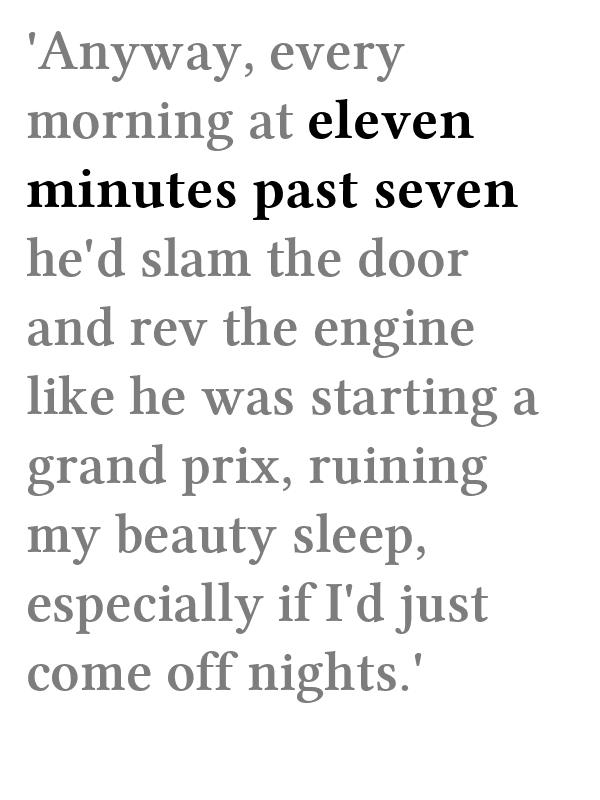 'Anyway, every
morning at eleven
minutes past seven
he'd slam the door
and rev the engine
like he was starting a
grand prix, ruining
my beauty sleep,
especially if I'd just
come off nights.'